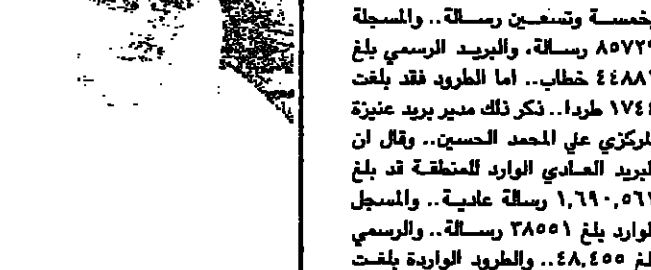 وخمسة وتسعين رسالة.. والمسجلة
رسالة، والبريد الرسمي بلغ
خطاب.. اما الطرود فقد بلغت
طردا.. ذكر ذلك مدير بريد عنيزة
المركزي علي المحمد الحسين.. وقال ان
البريد العادي الوارد للمنطقة قد بلغ
رسالة عادية.. والمسجل
الوارد بلغ ٣٨٥٥١ رسالة.. والرسمي
بلغ ٤٨,٤٥٥.. والطرود الواردة بلغت